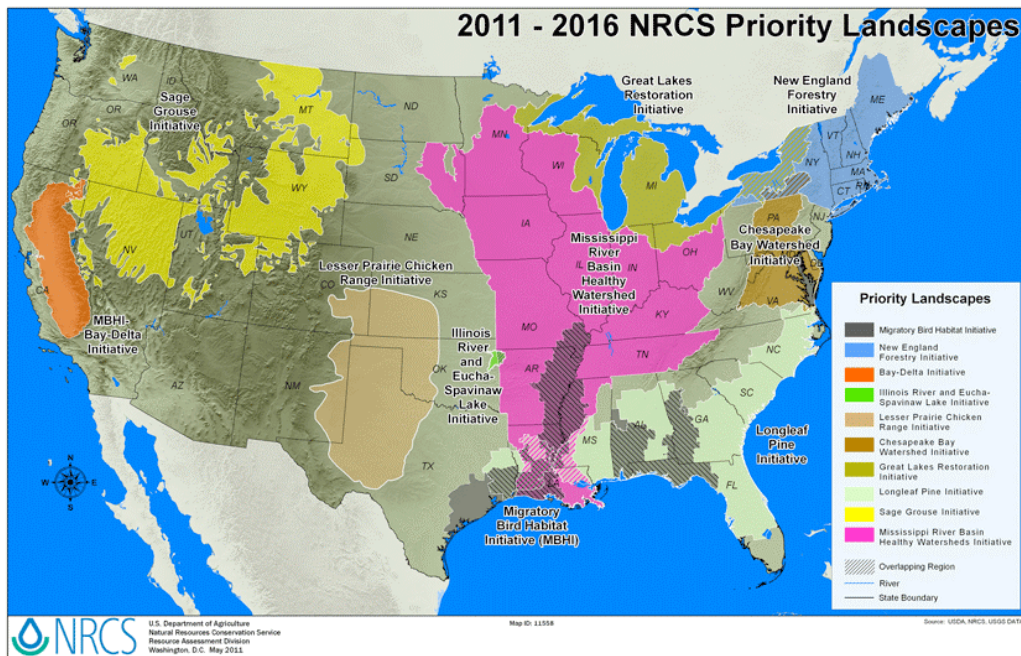 2011 - 2016 NRCS Priority Landscapes
Great Lakes
Restoration
Initiative
New England
Forestry
Initiative
Sage
Grouse
Initiative
WA
ID
OR
OR
MT
ND
MN
WI
MI
ME
VT
NH
NY
MA
CT
RI
SD
WY
IA
NE
NV
UT
CA
CO
KS
MO
IL
IN
OH
PA
NJ
WV
VA
KY
TN
NC
SC
AR
OK
AZ
NM
TX
MS
AL
GA
LA
FL
Mississippi
River
Basin
Healthy
Watershed
Initiative
Chesapeake
Bay Watershed
Initiative
Lesser Prairie Chicken
Range Initiative
MBHI-
Bay-Delta
Initiative
Illinois
River
and
Eucha-
Spavinaw
Lake
Initiative
Longleaf
Pine
Initiative
Migratory
Bird Habitat
Initiative (MBHI)
N
W
E
S
Priority Landscapes
Migratory Bird Habitat Initiative
New England
Forestry Initiative
Bay-Delta Initiative
Illinois River and Eucha-
Spavinaw Lake Initiative
Lesser Prairie Chicken
Range Initiative
Chesapeake Bay
Watershed Initiative
Great Lakes Restoration
Initiative
Longleaf Pine Initiative
Sage Grouse Initiative
Mississippi River Basin
Healthy Watersheds Initiative
Overlapping Region
River
State Boundary
NRCS
U.S. Department of Agriculture
Natural Resources Conservation Service
Resource Assessment Division
Washington, D.C. May 2011
Map ID: 11558
Source: USDA, NRCS, USGS DATA